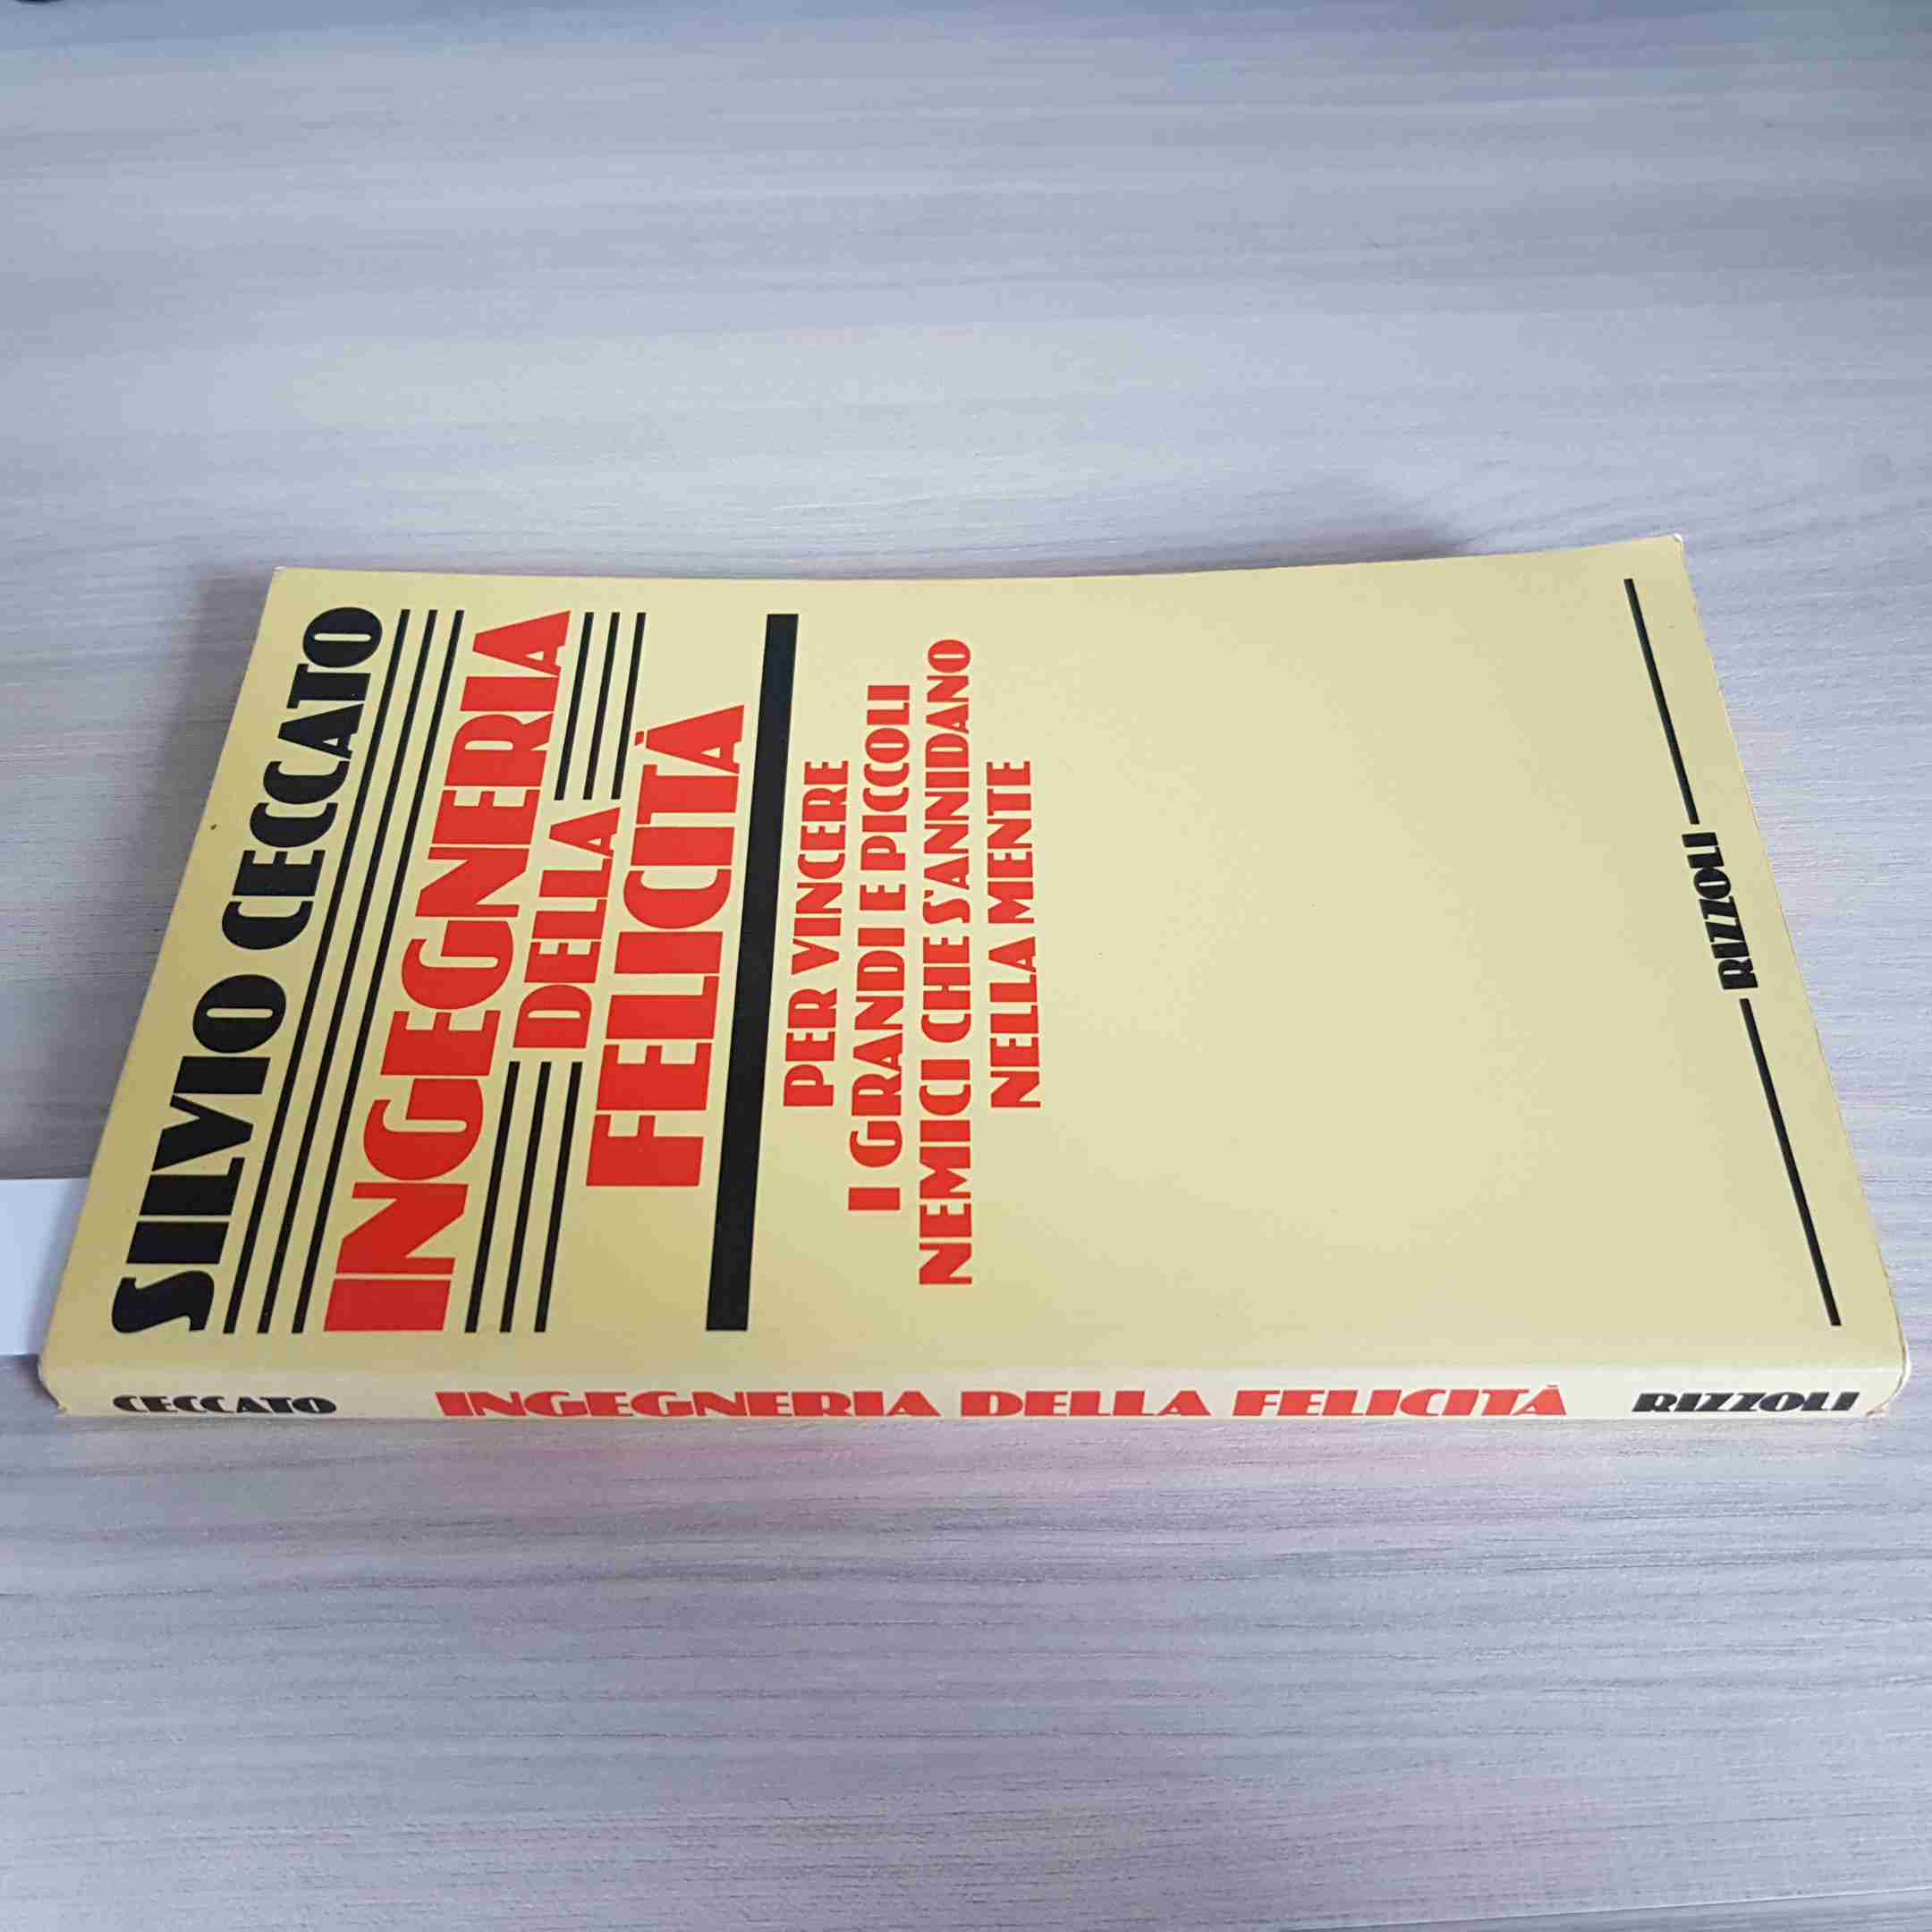 SILVIO CECCATO
INGEGNERIA
DELLA
FELICITÀ
PER VINCERE
I GRANDI E PICCOLI
NEMICI CHE S'ANNIDANO
NELLA MENTE
RIZZOLI
CECCATO INGEGNERIA DELLA FELICITÀ RIZZOLI